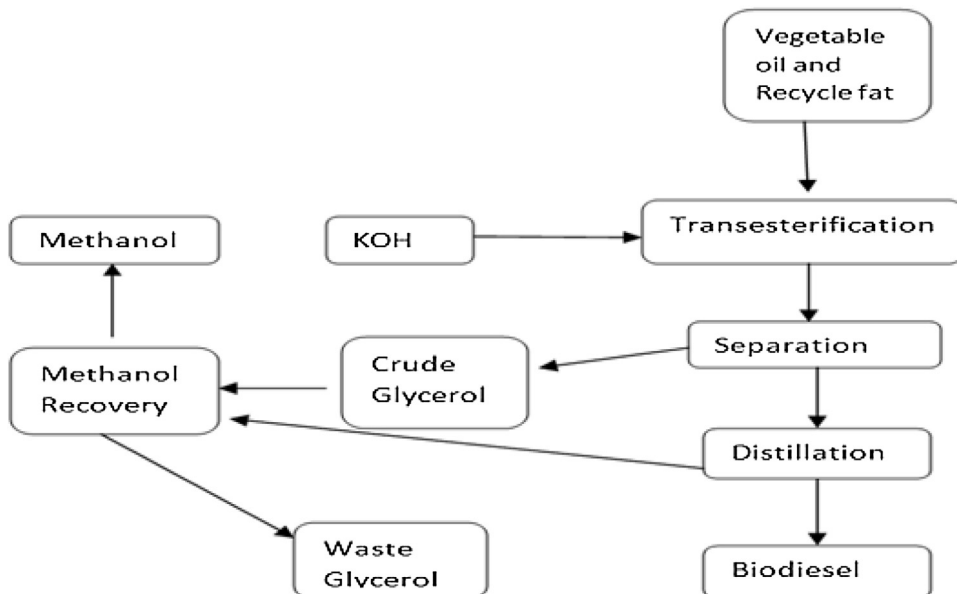 Vegetable
oil and
Recycle fat
Methanol
KOH
Transesterification
Separation
Crude
Glycerol
Methanol
Recovery
Distillation
Waste
Glycerol
Biodiesel